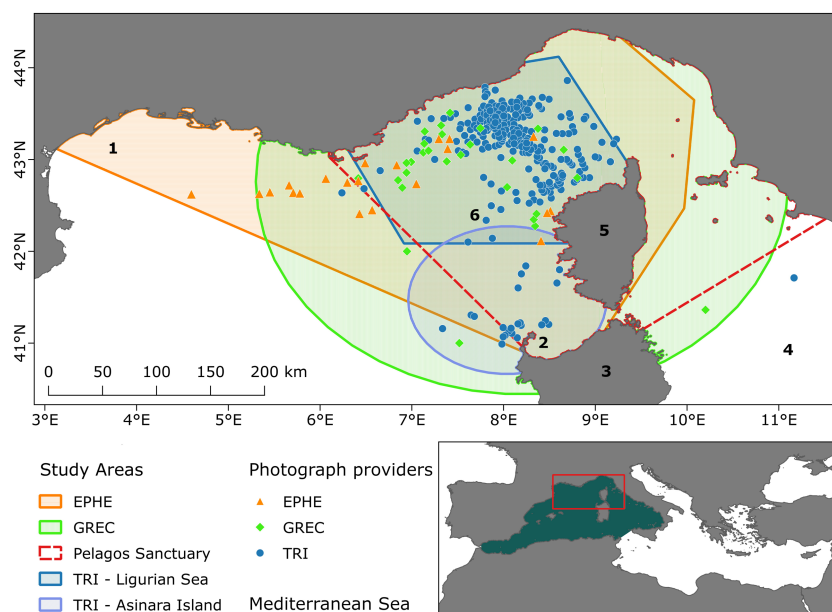 44°N
43°N
42°N
41°N
1
6
5
2
3
4
0 50 100 200 km
3°E 4°E 5°E 6°E 7°E 8°E 9°E 10°E 11°E
Study Areas
EPHE
GREC
Pelagos Sanctuary
TRI - Ligurian Sea
TRI - Asinara Island
Photograph providers
EPHE
GREC
TRI
Mediterranean Sea